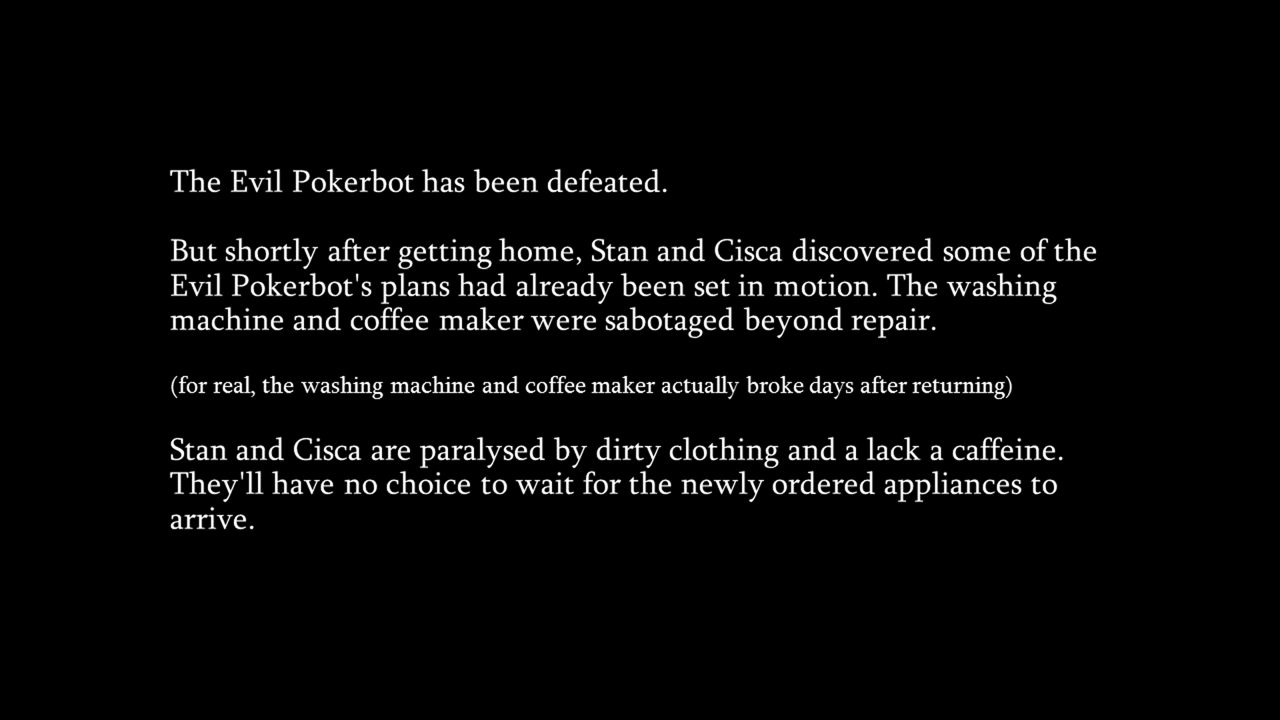 The Evil Pokerbot has been defeated.
But shortly after getting home, Stan and Cisca discovered some of the
Evil Pokerbot's plans had already been set in motion. The washing
machine and coffee maker were sabotaged beyond repair.
(for real, the washing machine and coffee maker actually broke days after returning)
Stan and Cisca are paralysed by dirty clothing and a lack a caffeine.
They'll have no choice to wait for the newly ordered appliances to
arrive.